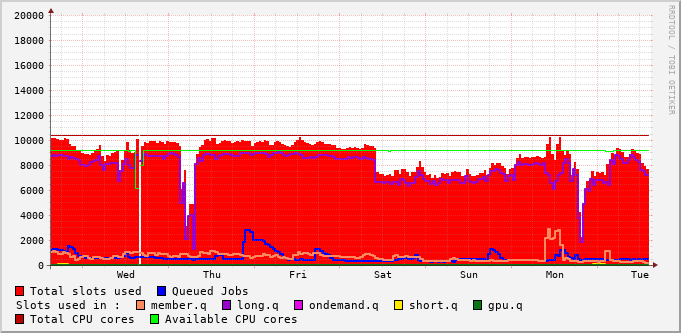 20000
18000
16000
14000
12000
10000
8000
6000
4000
2000
0
Wed Thu Fri Sat Sun Mon Tue
Total slots used Queued Jobs
Slots used in : member.q long.q ondemand.q short.q gpu.q
Total CPU cores Available CPU cores
RRDTOOL / TOBI OETIKER